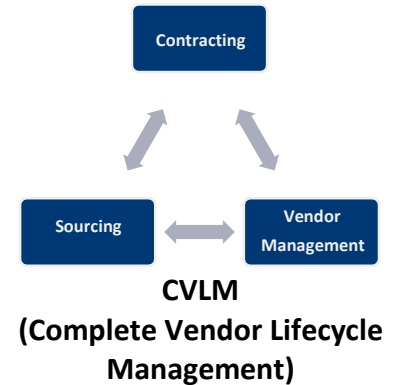 Contracting
Sourcing
Vendor
Management
CVLM
(Complete Vendor Lifecycle
Management)